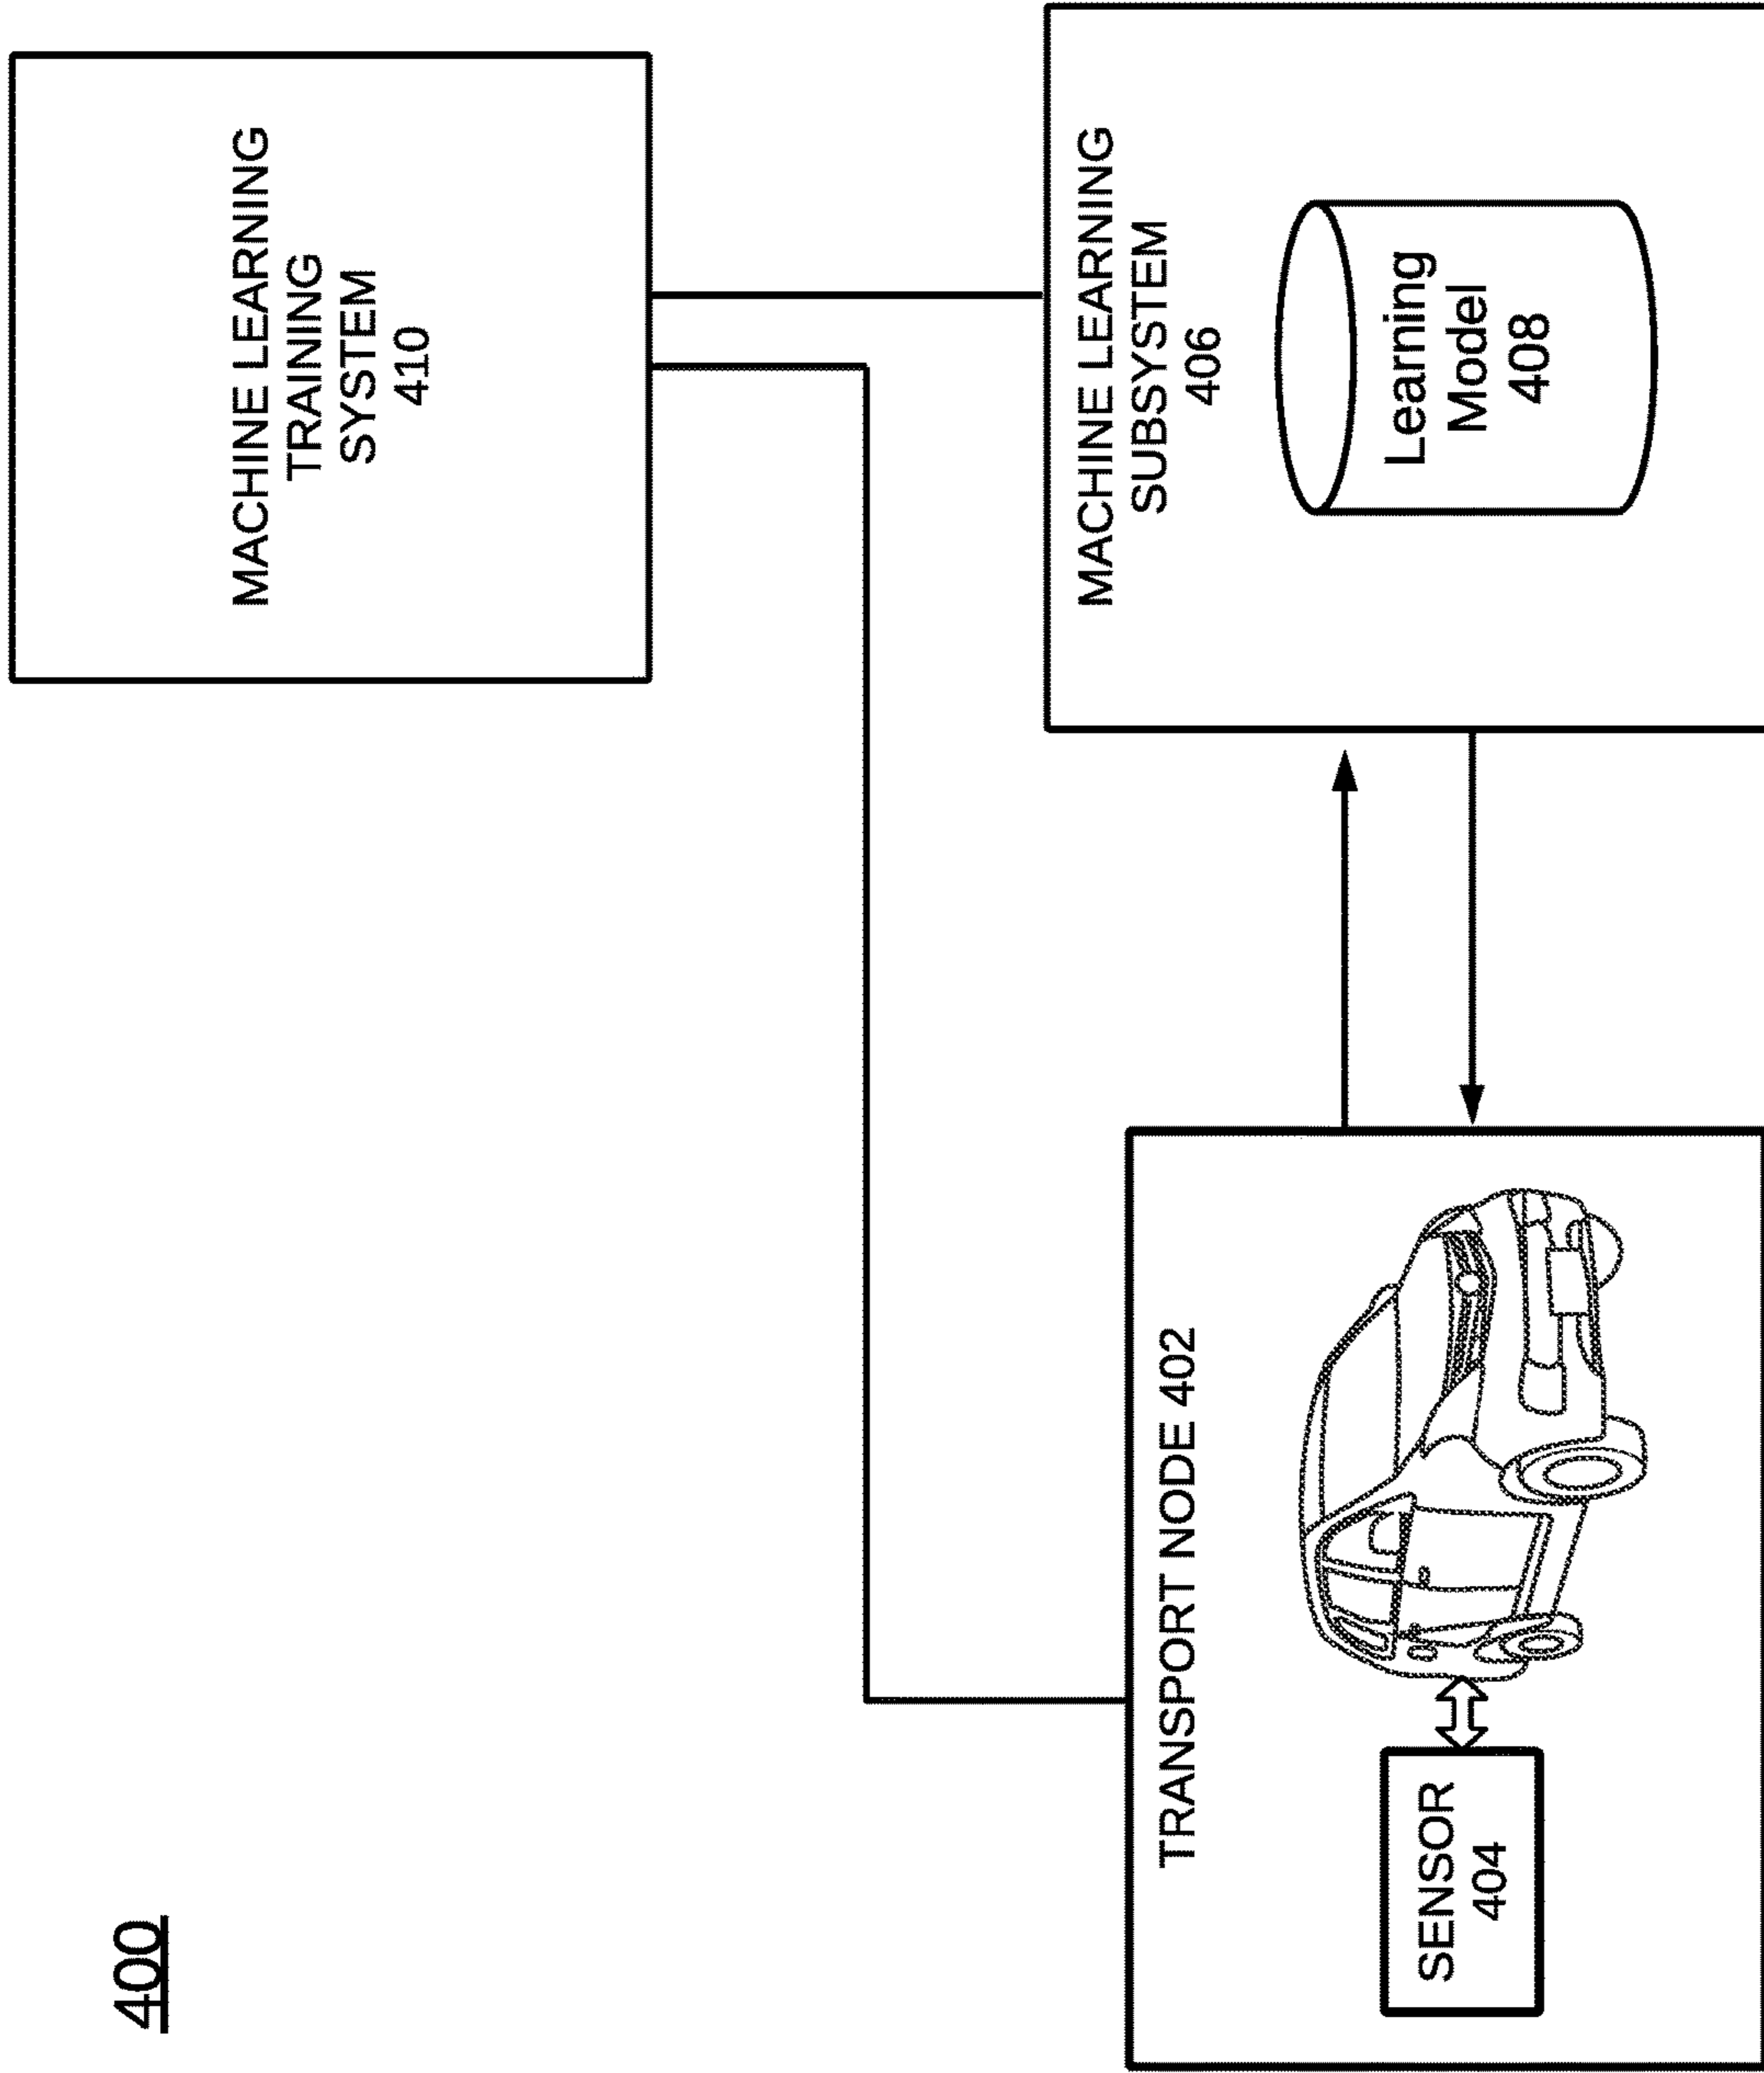 400
MACHINE LEARNING
TRAINING
SYSTEM
410
TRANSPORT NODE 402
SENSOR
404
MACHINE LEARNING
SUBSYSTEM
406
Learning
Model
408